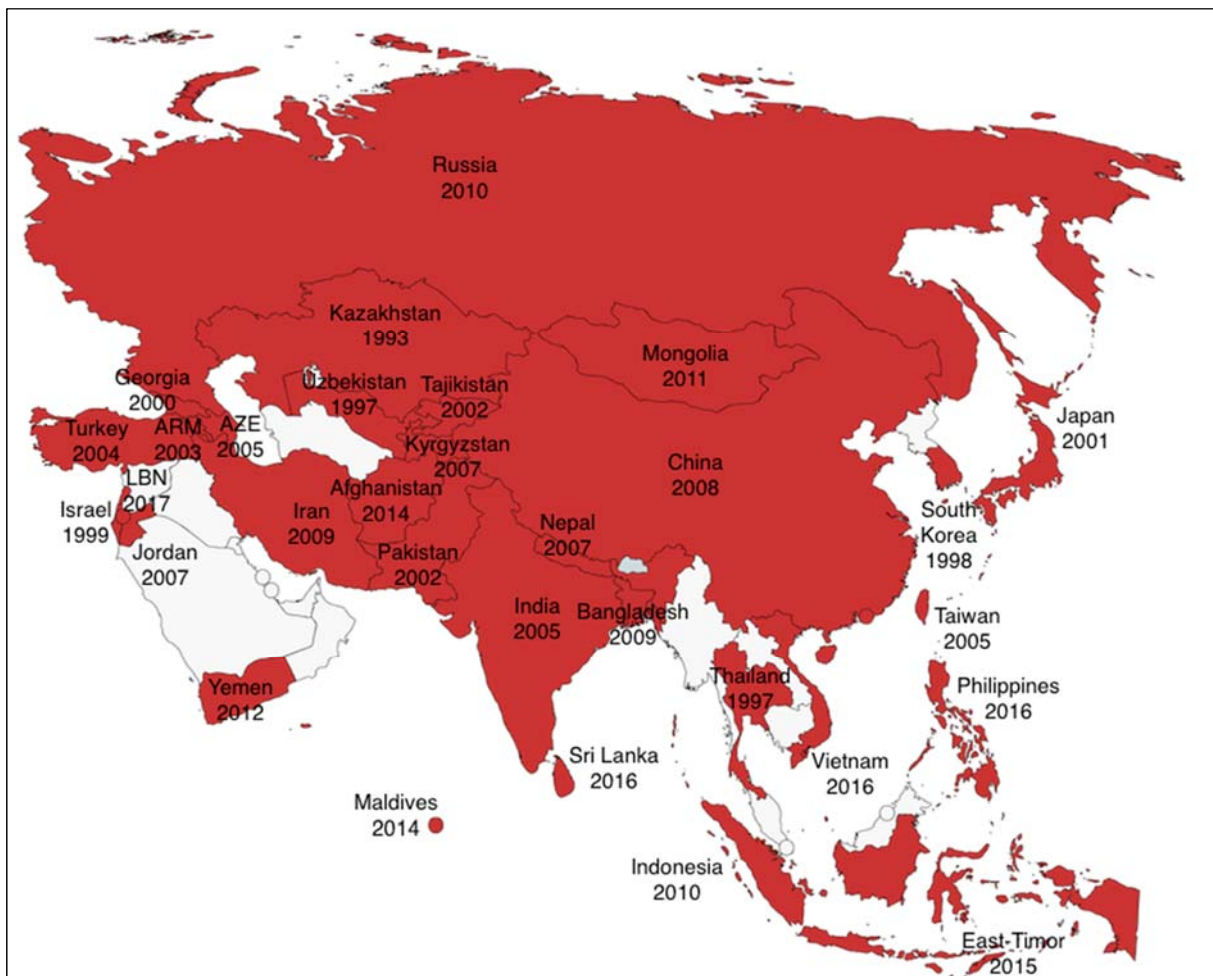 Russia
2010
Kazakhstan
1993
Mongolia
2011
Georgia
2000
Uzbekistan
1997
Tajikistan
2002
Turkey
2004
ARM
2003
AZE
2005
Kyrgyzstan
2007
Japan
2001
China
2008
LBN
2017
Israel
1999
Iran
2009
Afghanistan
2014
South
Korea
1998
Jordan
2007
Pakistan
2002
Nepal
2007
India
2005
Bangladesh
2009
Taiwan
2005
Yemen
2012
Thailand
1997
Philippines
2016
Sri Lanka
2016
Vietnam
2016
Maldives
2014
Indonesia
2010
East-Timor
2015